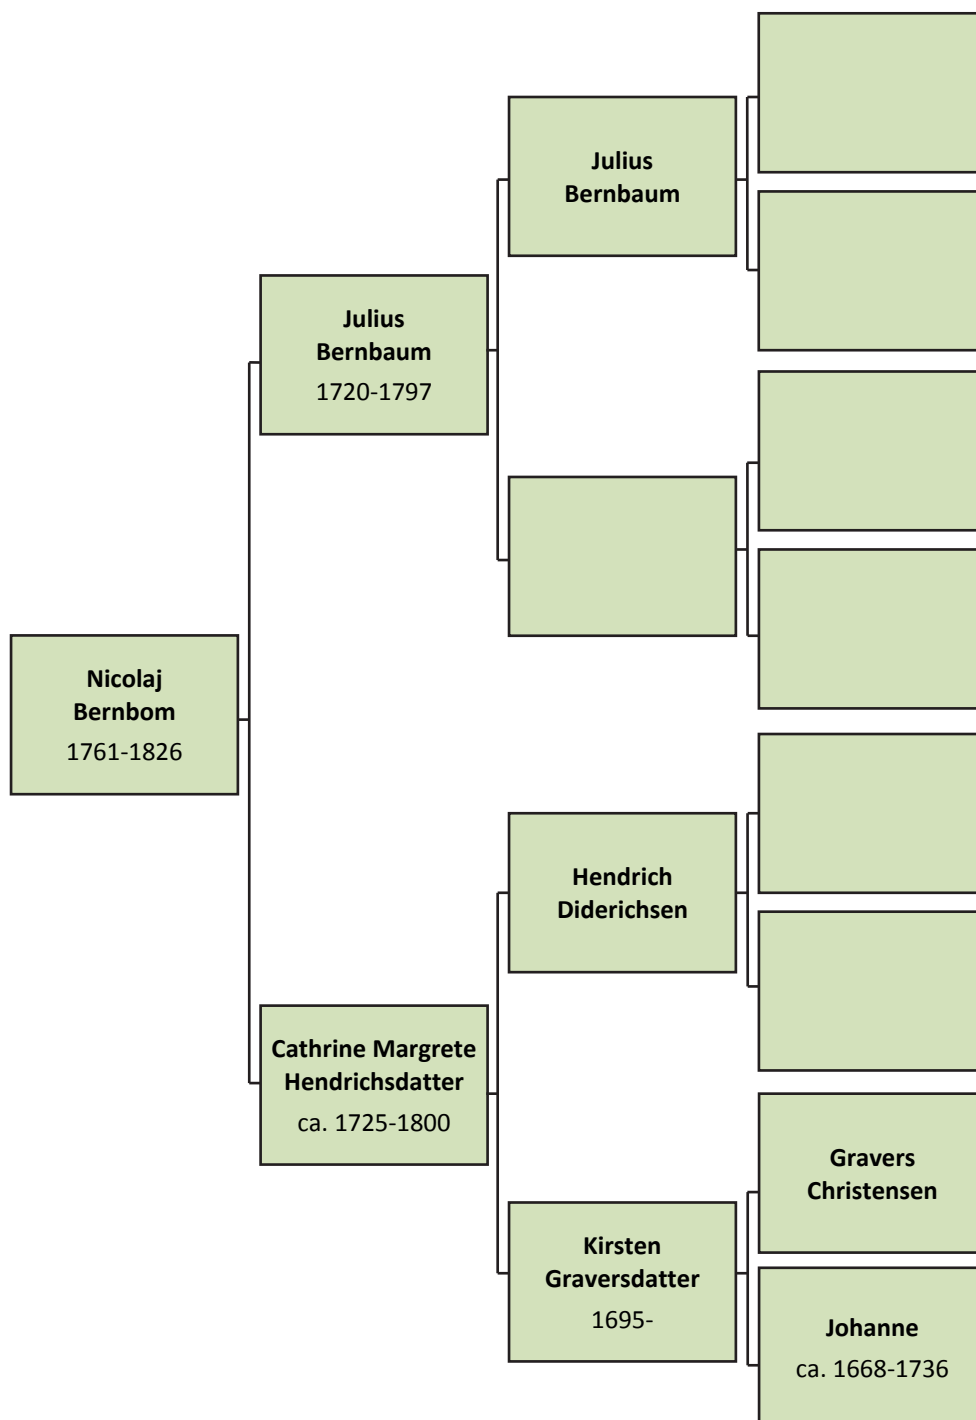 Julius
Bernbaum
Julius
Bernbaum
1720-1797
Nicolaj
Bernbom
1761-1826
Hendrich
Diderichsen
Cathrine Margrete
Hendrichsdatter
ca. 1725-1800
Gravers
Christensen
Kirsten
Graversdatter
1695-
Johanne
ca. 1668-1736